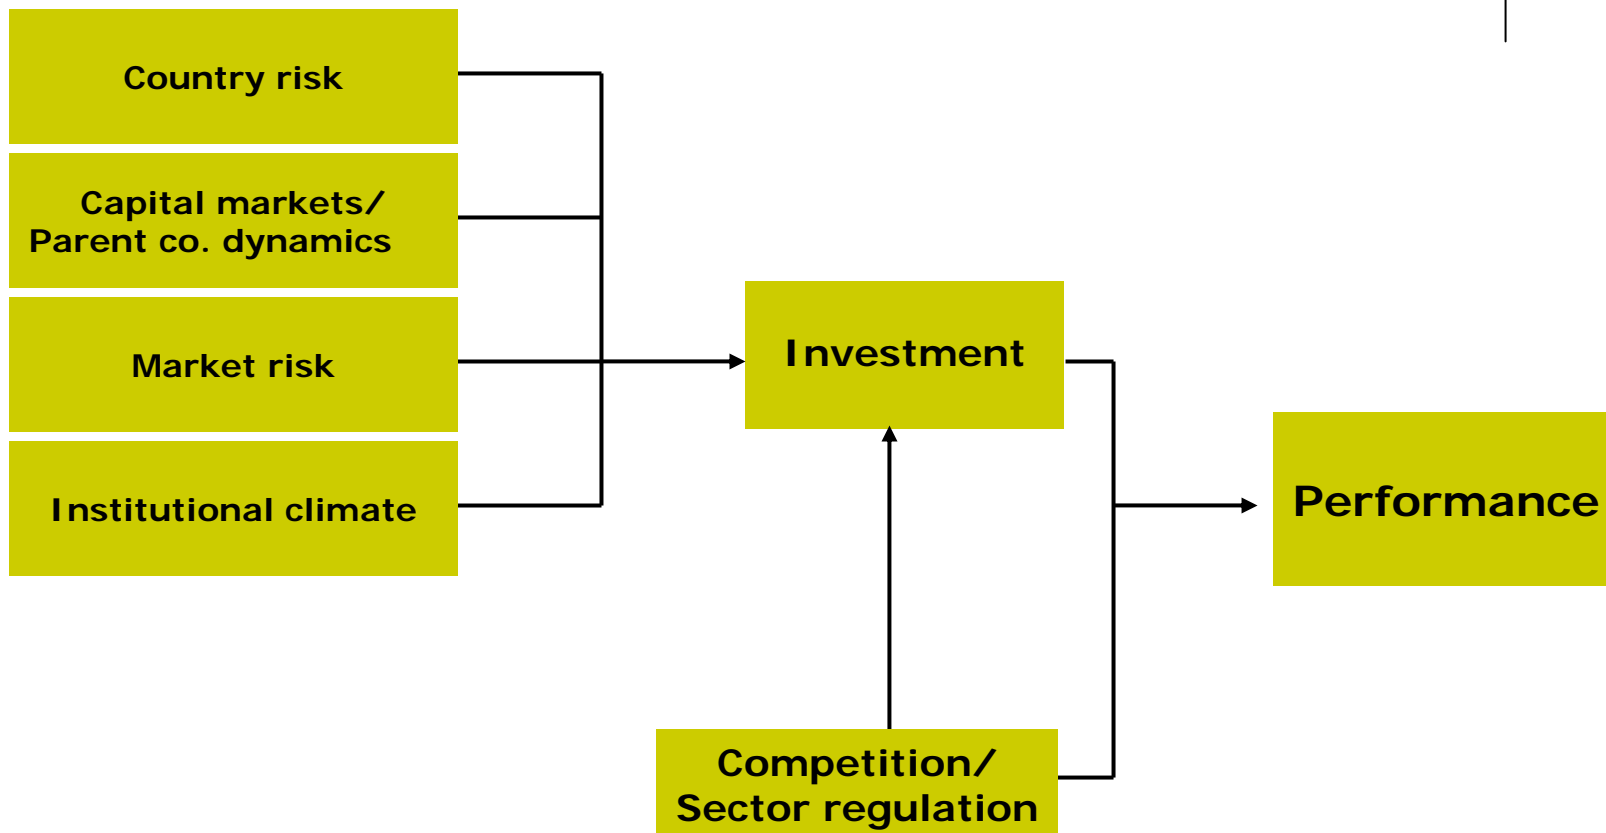 Country risk
Capital markets/
Parent co. dynamics
Market risk
Institutional climate
Investment
Performance
Competition/
Sector regulation